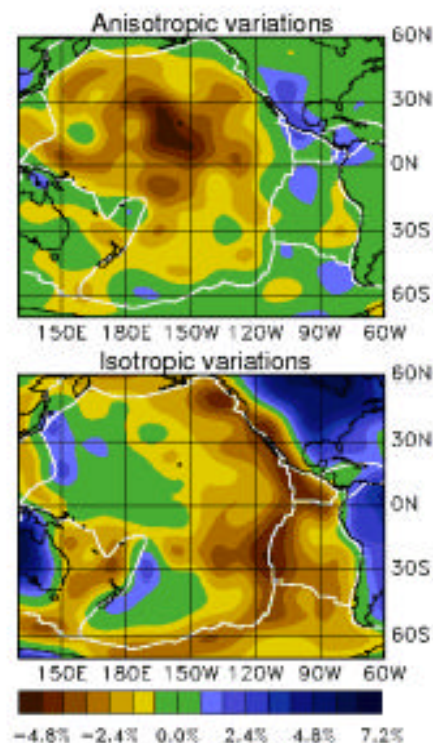 Anisotropic variations
60N
30N
0N
30S
60S
150E 180E 150W 120W 90W 60W
Isotropic variations
60N
30N
0N
30S
60S
150E 180E 150W 120W 90W 60W
−4.8% −2.4% 0.0% 2.4% 4.8% 7.2%